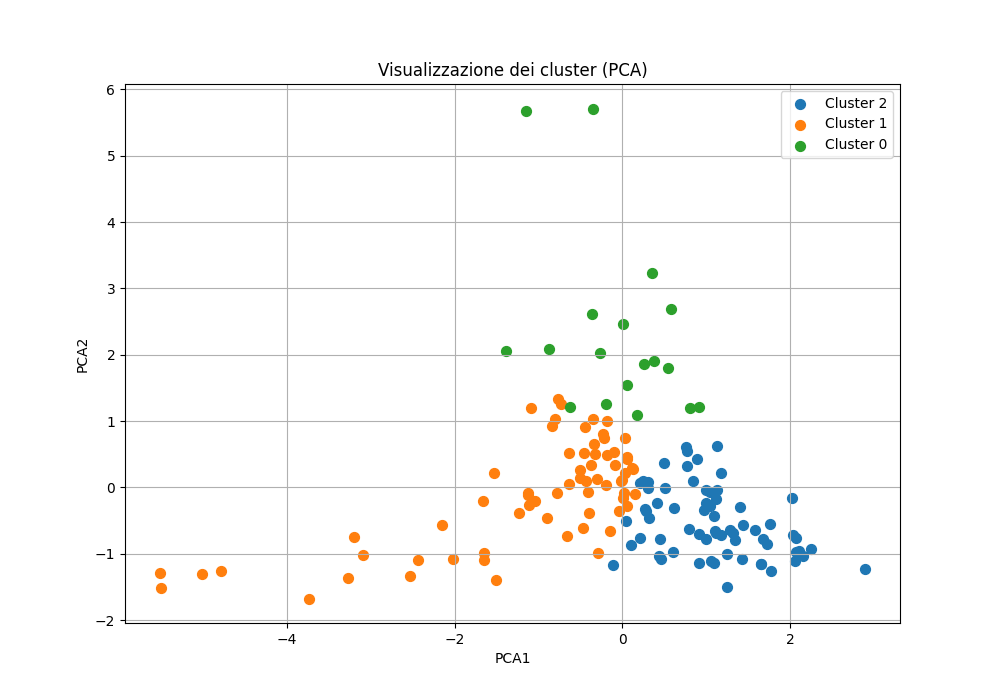 Visualizzazione dei cluster (PCA)
Cluster 2
Cluster 1
Cluster 0
6
5
4
3
2
1
0
−1
−2
PCA2
−4
−2
0
2
PCA1